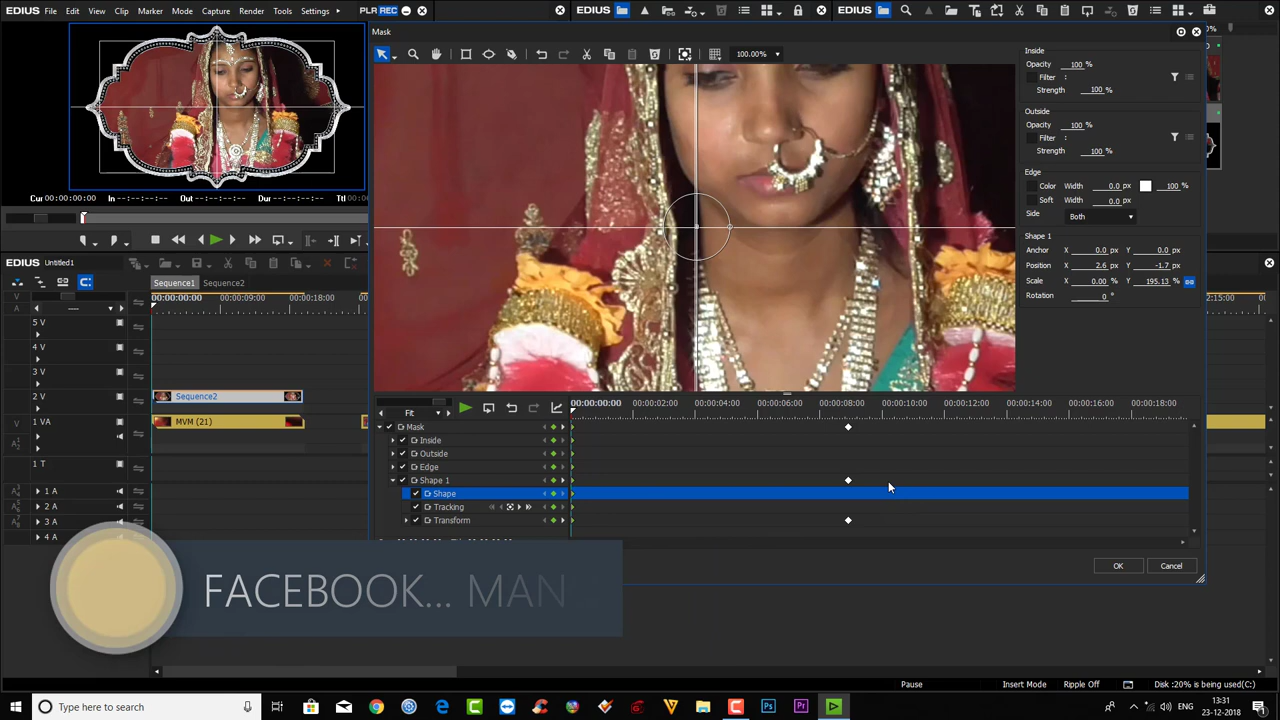 File Edit View Clip Marker Mode Capture Render Tools Settings
PLR REC
EDIUS
EDIUS
Cur 00:00:00:00 In --:--:--:-- Out --:--:--:-- Ttl
EDIUS Untitled1
Sequence1 Sequence2
00:00:00:00 00:00:09:00 00:00:18:00
V
A
5 V
4 V
3 V
2 V Sequence2
V 1 VA MVM (21)
1 T
1 A
2 A
3 A
4 A
Mask
100.00%
Inside
Opacity 100 %
Filter :
Strength 100 %
Outside
Opacity 100 %
Filter :
Strength 100 %
Edge
Color Width 0.0 px 100 %
Soft Width 0.0 px
Side Both
Shape 1
Anchor X 0.0 px Y 0.0 px
Position X 2.6 px Y -1.7 px
Scale X 0.00 % Y 195.13 %
Rotation 0 °
Fit
00:00:00:00 00:00:02:00 00:00:04:00 00:00:06:00 00:00:08:00 00:00:10:00 00:00:12:00 00:00:14:00 00:00:16:00 00:00:18:00
Mask
Inside
Outside
Edge
Shape 1
Shape
Tracking
Transform
OK Cancel
FACEBOOK... MAN
Pause Insert Mode Ripple Off Disk :20% is being used(C:)
Type here to search
ENG
13:31
23-12-2018